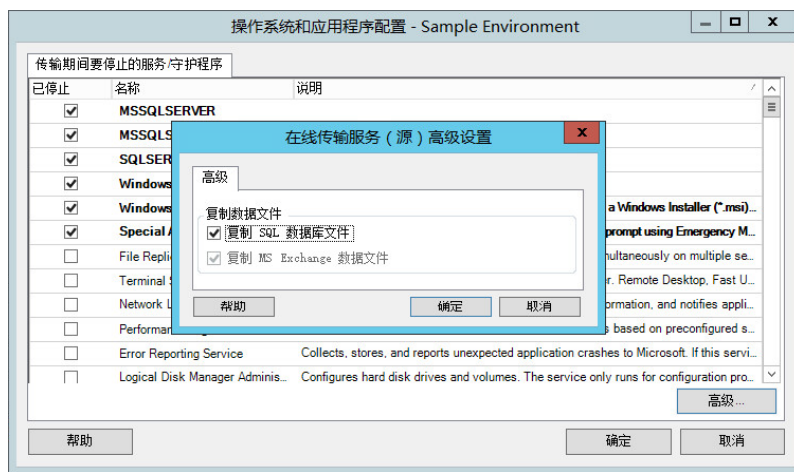 操作系统和应用程序配置 - Sample Environment
传输期间要停止的服务/守护程序
已停止 名称 说明
MSSQLSERVER
MSSQLS
在线传输服务（源）高级设置
SQLSER
高级
Windows
Windows a Windows Installer (*.msi)...
复制数据文件
Special prompt using Emergency M...
复制 SQL 数据库文件
File Repli multaneously on multiple se...
复制 MS Exchange 数据文件
Terminal r. Remote Desktop, Fast U...
Network L ormation, and notifies appli...
帮助 确定 取消
Performan s based on preconfigured s...
Error Reporting Service Collects, stores, and reports unexpected application crashes to Microsoft. If this servi...
Logical Disk Manager Adminis... Configures hard disk drives and volumes. The service only runs for configuration pro...
高级...
帮助 确定 取消